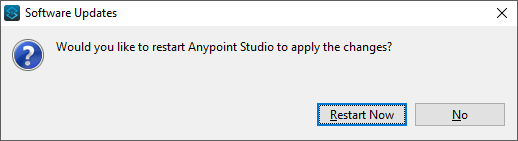 Software Updates
Would you like to restart Anypoint Studio to apply the changes?
Restart Now
No